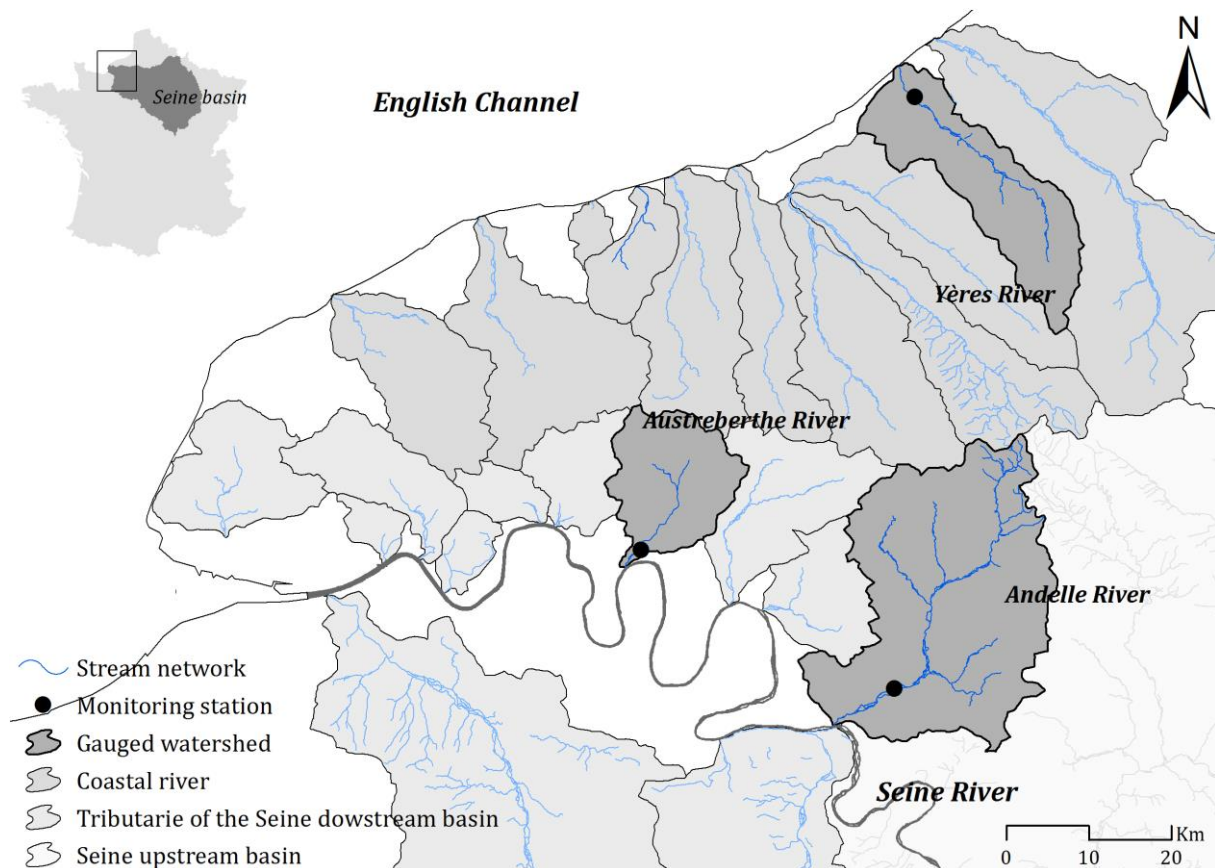 Seine basin
English Channel
N
Yères River
Austreberthe River
Andelle River
Seine River
Stream network
Monitoring station
Gauged watershed
Coastal river
Tributarie of the Seine dowstream basin
Seine upstream basin
Km
0 10 20